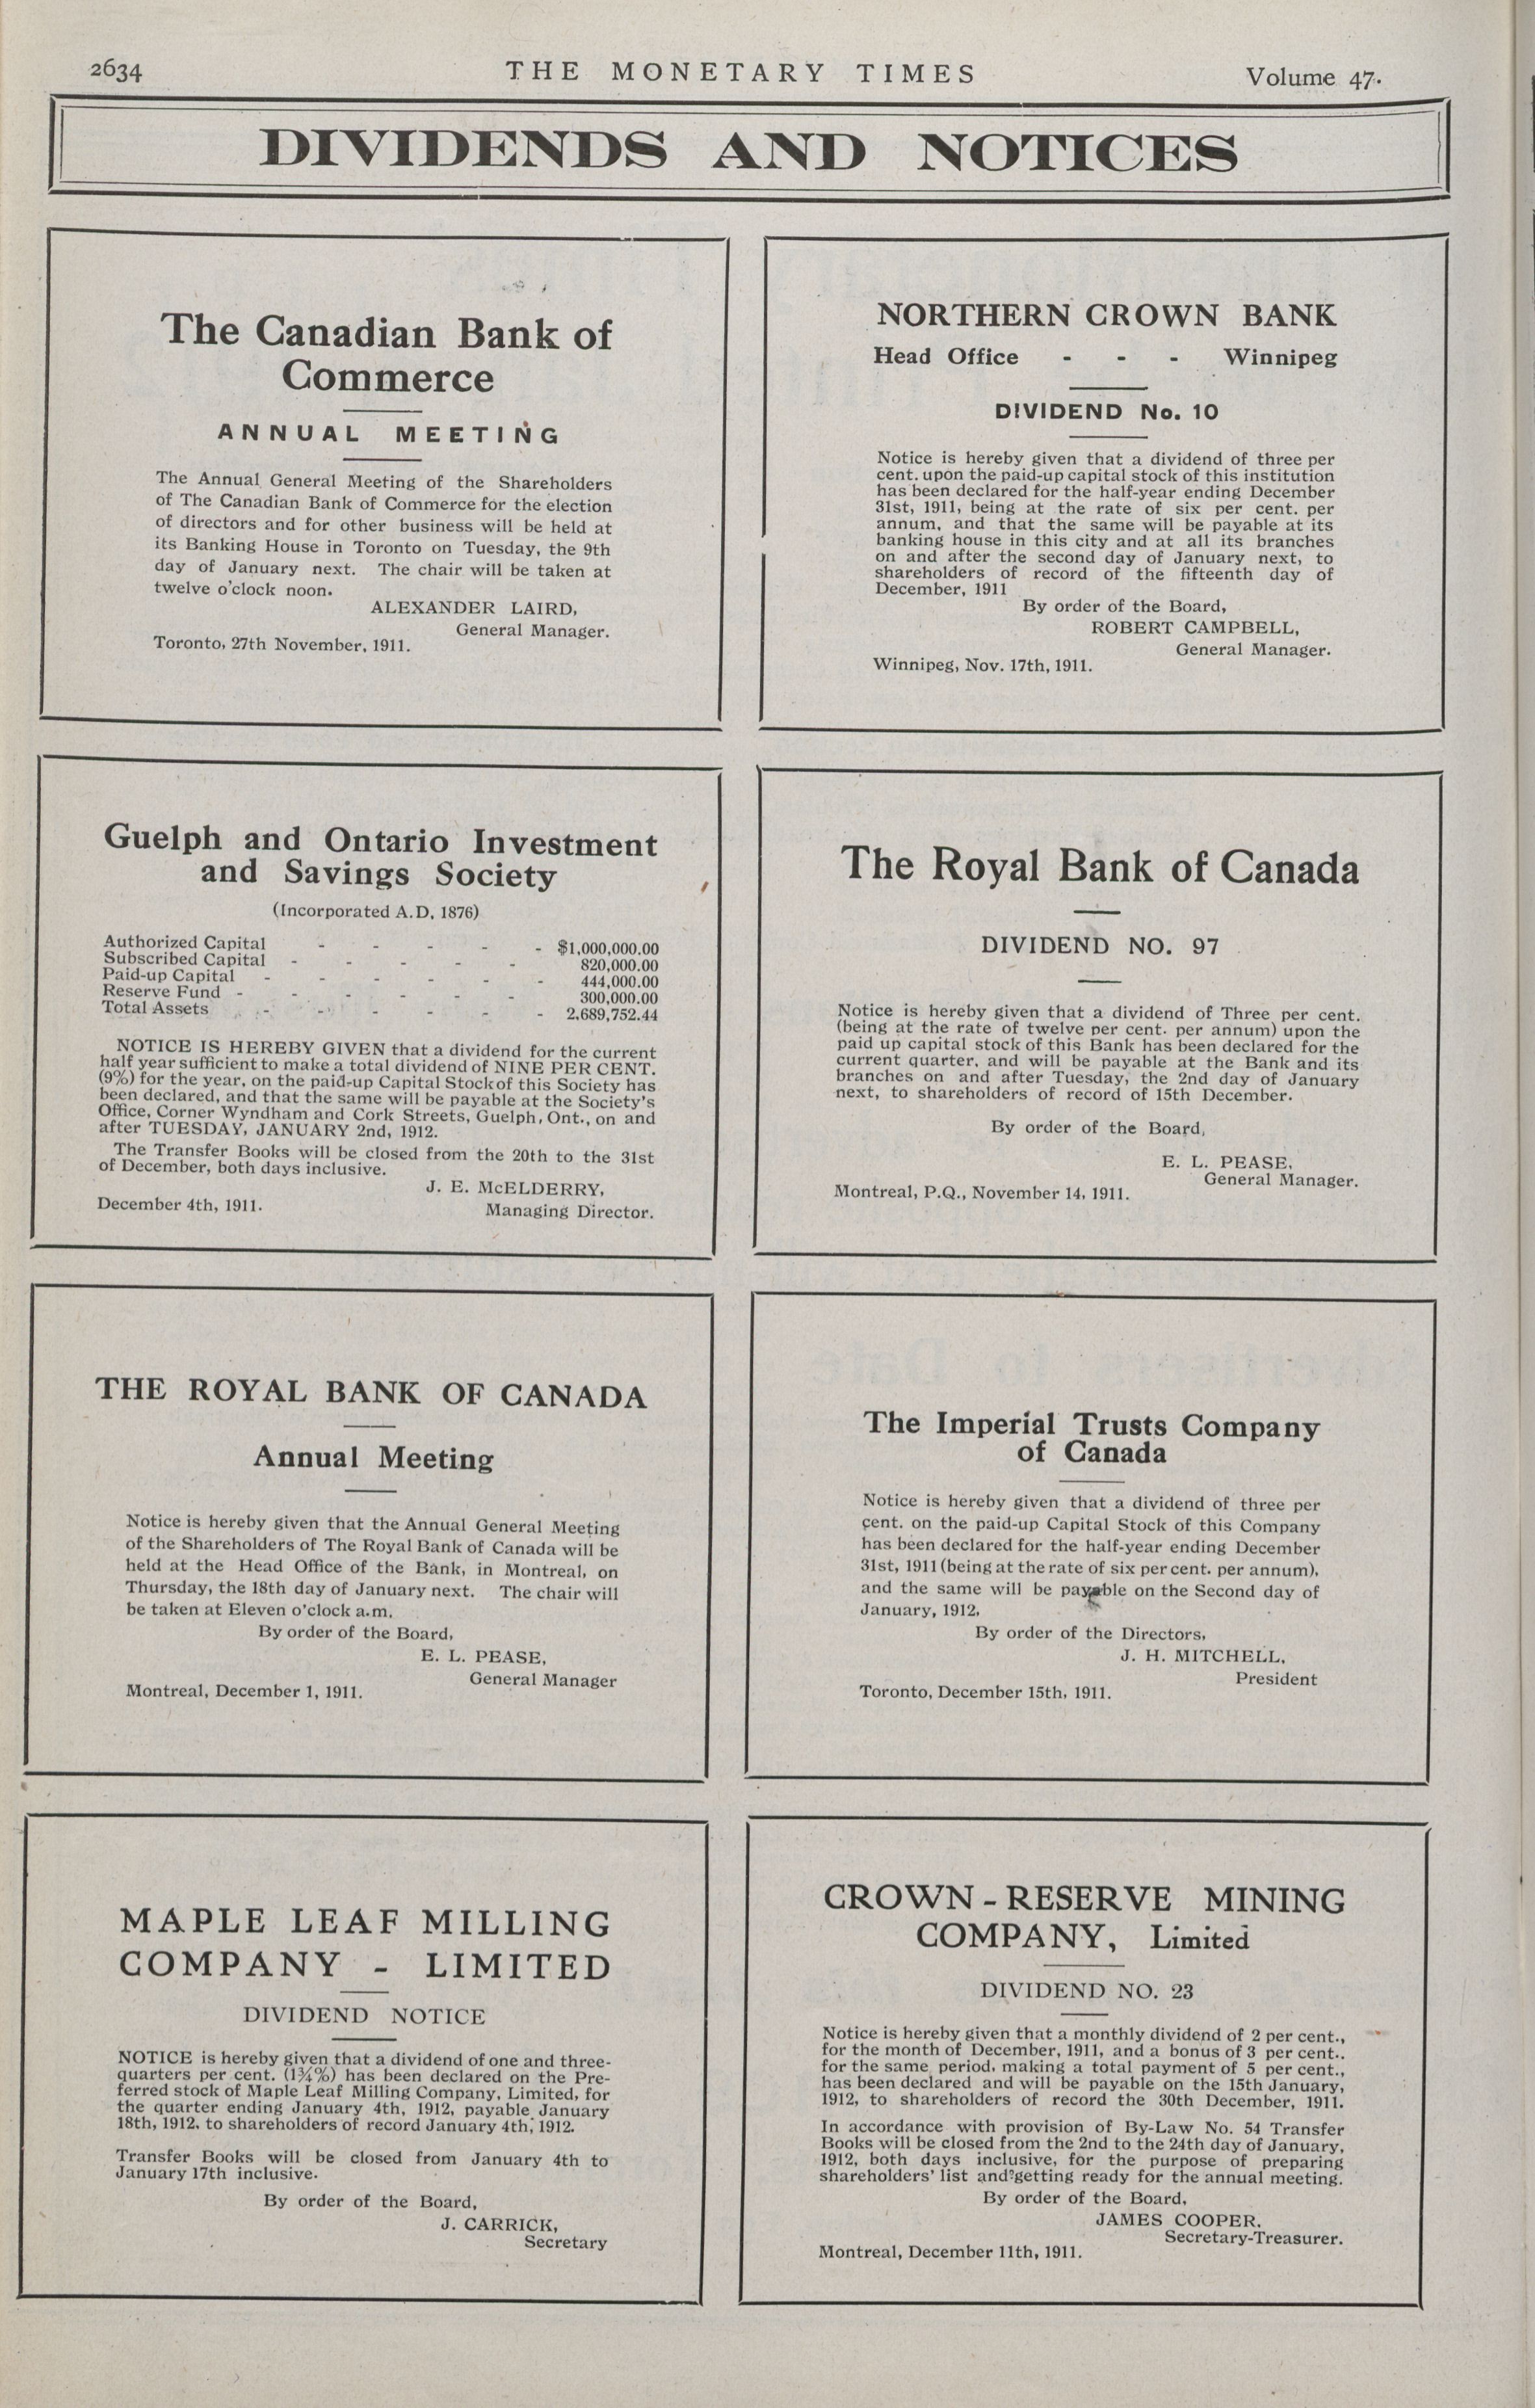 2634
THE MONETARY TIMES
Volume 47.
DIVIDENDS AND NOTICES
The Canadian Bank of
Commerce
ANNUAL MEETING
The Annual General Meeting of the Shareholders
of The Canadian Bank of Commerce for the election
of directors and for other business will be held at
its Banking House in Toronto on Tuesday, the 9th
day of January next. The chair will be taken at
twelve o'clock noon.
ALEXANDER LAIRD,
General Manager.
Toronto, 27th November, 1911.
NORTHERN CROWN BANK
Head Office - - - Winnipeg
DIVIDEND No. 10
Notice is hereby given that a dividend of three per
cent. upon the paid-up capital stock of this institution
has been declared for the half-year ending December
31st, 1911, being at the rate of six per cent. per
annum, and that the same will be payable at its
banking house in this city and at all its branches
on and after the second day of January next, to
shareholders of record of the fifteenth day of
December, 1911
By order of the Board,
ROBERT CAMPBELL,
General Manager.
Winnipeg, Nov. 17th, 1911.
Guelph and Ontario Investment
and Savings Society
(Incorporated A.D. 1876)
Authorized Capital - - - - - $1,000,000.00
Subscribed Capital - - - - - 820,000.00
Paid-up Capital - - - - - - 444,000.00
Reserve Fund - - - - - - 300,000.00
Total Assets - - - - - - 2,689,752.44
NOTICE IS HEREBY GIVEN that a dividend for the current
half year sufficient to make a total dividend of NINE PER CENT.
(9%) for the year, on the paid-up Capital Stock of this Society has
been declared, and that the same will be payable at the Society's
Office, Corner Wyndham and Cork Streets, Guelph, Ont., on and
after TUESDAY, JANUARY 2nd, 1912.
The Transfer Books will be closed from the 20th to the 31st
of December, both days inclusive.
J. E. McELDERRY,
December 4th, 1911.
Managing Director.
The Royal Bank of Canada
DIVIDEND NO. 97
Notice is hereby given that a dividend of Three per cent.
(being at the rate of twelve per cent. per annum) upon the
paid up capital stock of this Bank has been declared for the
current quarter, and will be payable at the Bank and its
branches on and after Tuesday, the 2nd day of January
next, to shareholders of record of 15th December.
By order of the Board,
E. L. PEASE,
General Manager.
Montreal, P.Q., November 14, 1911.
THE ROYAL BANK OF CANADA
Annual Meeting
Notice is hereby given that the Annual General Meeting
of the Shareholders of The Royal Bank of Canada will be
held at the Head Office of the Bank, in Montreal, on
Thursday, the 18th day of January next. The chair will
be taken at Eleven o'clock a.m.
By order of the Board,
E. L. PEASE,
General Manager
Montreal, December 1, 1911.
The Imperial Trusts Company
of Canada
Notice is hereby given that a dividend of three per
cent. on the paid-up Capital Stock of this Company
has been declared for the half-year ending December
31st, 1911 (being at the rate of six per cent. per annum),
and the same will be payable on the Second day of
January, 1912.
By order of the Directors,
J. H. MITCHELL,
President
Toronto, December 15th, 1911.
MAPLE LEAF MILLING
COMPANY - LIMITED
DIVIDEND NOTICE
NOTICE is hereby given that a dividend of one and three-
quarters per cent. (1¾%) has been declared on the Pre-
ferred stock of Maple Leaf Milling Company, Limited, for
the quarter ending January 4th, 1912, payable January
18th, 1912, to shareholders of record January 4th, 1912.
Transfer Books will be closed from January 4th to
January 17th inclusive.
By order of the Board,
J. CARRICK,
Secretary
CROWN-RESERVE MINING
COMPANY, Limited
DIVIDEND NO. 23
Notice is hereby given that a monthly dividend of 2 per cent.,
for the month of December, 1911, and a bonus of 3 per cent..
for the same period, making a total payment of 5 per cent.,
has been declared and will be payable on the 15th January,
1912, to shareholders of record the 30th December, 1911.
In accordance with provision of By-Law No. 54 Transfer
Books will be closed from the 2nd to the 24th day of January,
1912, both days inclusive, for the purpose of preparing
shareholders' list and getting ready for the annual meeting.
By order of the Board,
JAMES COOPER,
Secretary-Treasurer.
Montreal, December 11th, 1911.